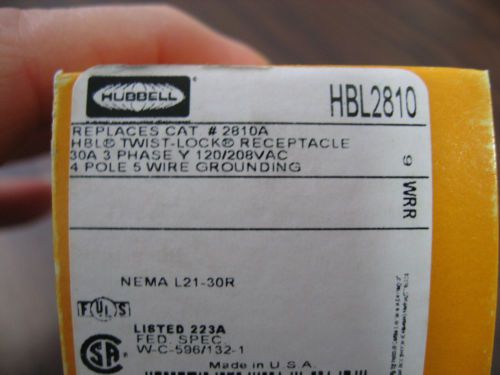 HUBBELL
HBL2810
REPLACES CAT. # 2810A
HBL® TWIST-LOCK® RECEPTACLE
30A 3 PHASE Y 120/208VAC
4 POLE 5 WIRE GROUNDING
9 WRR
NEMA L21-30R
LISTED 223A
FED. SPEC.
W-C-596/132-1
Made in U.S.A.